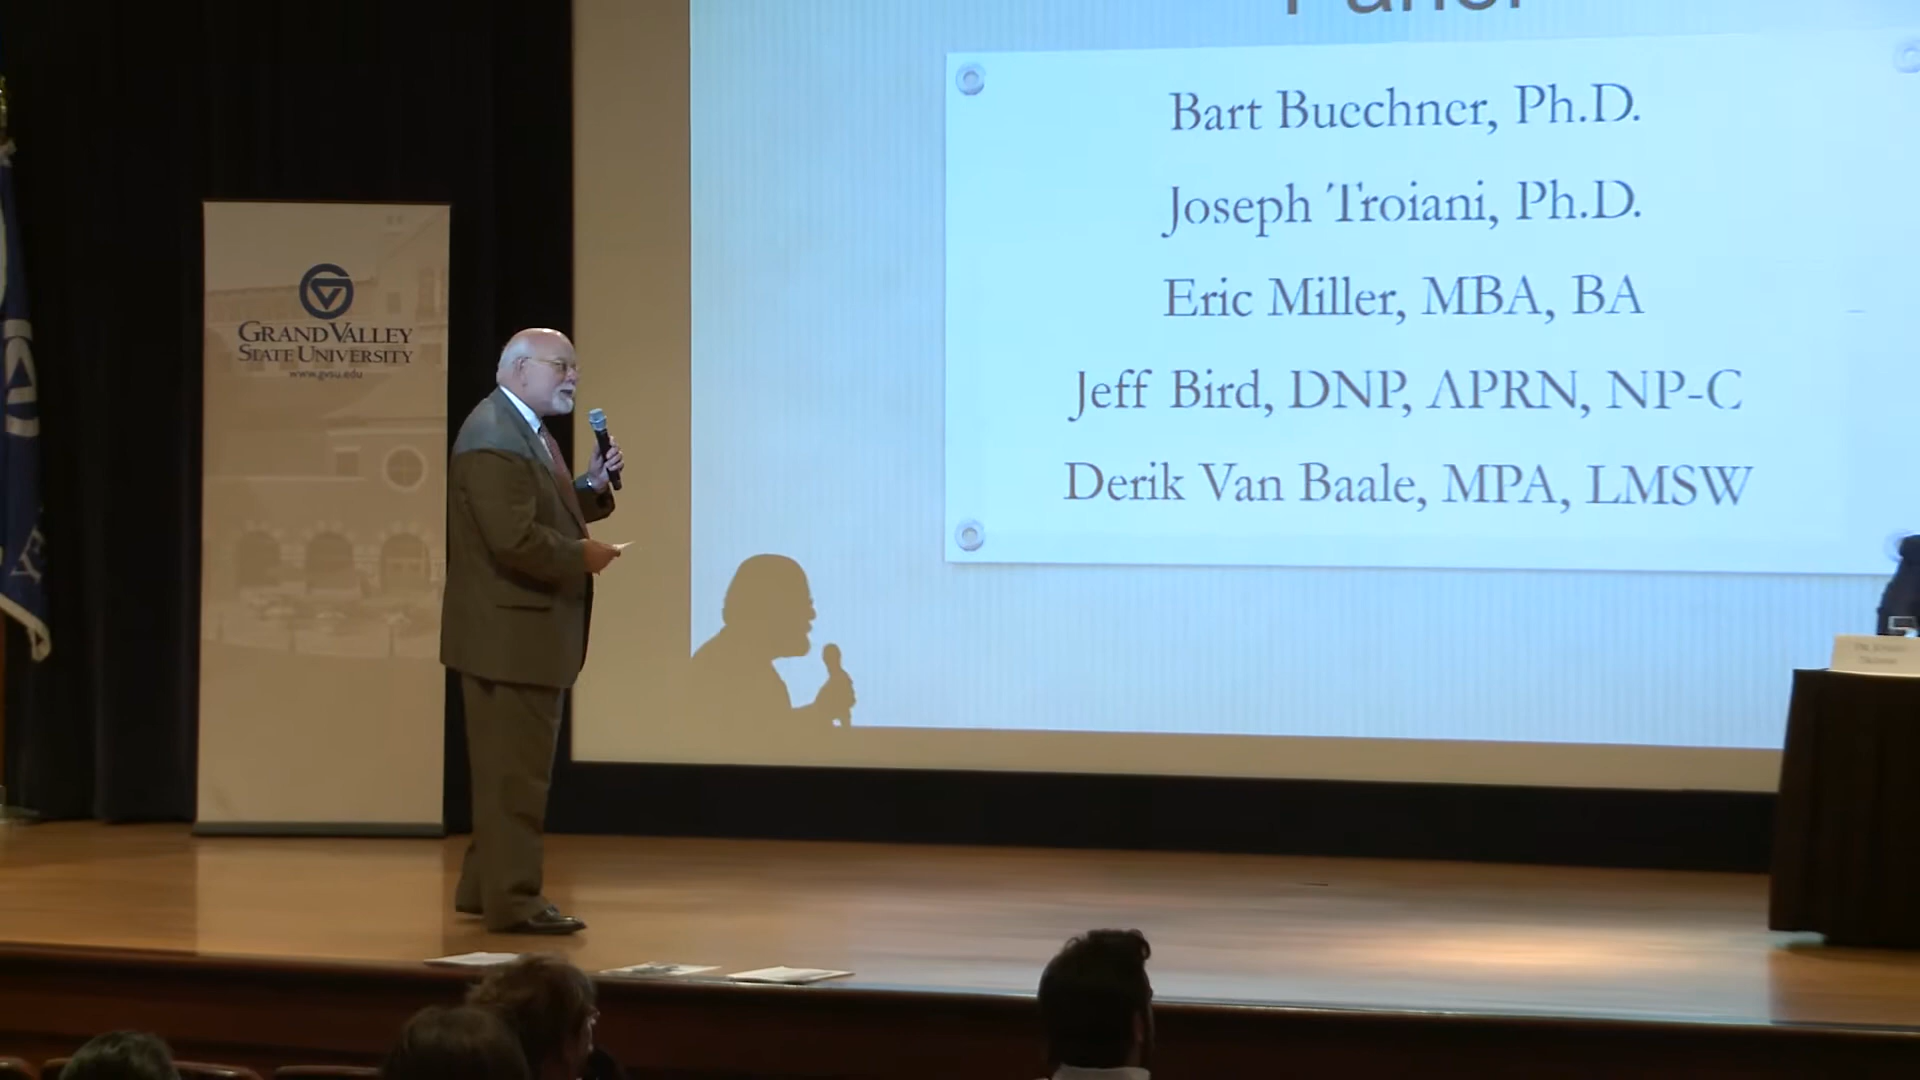 Panel
Bart Buechner, Ph.D.
Joseph Troiani, Ph.D.
Eric Miller, MBA, BA
Jeff Bird, DNP, APRN, NP-C
Derik Van Baale, MPA, LMSW
GRAND VALLEY
STATE UNIVERSITY
www.gvsu.edu